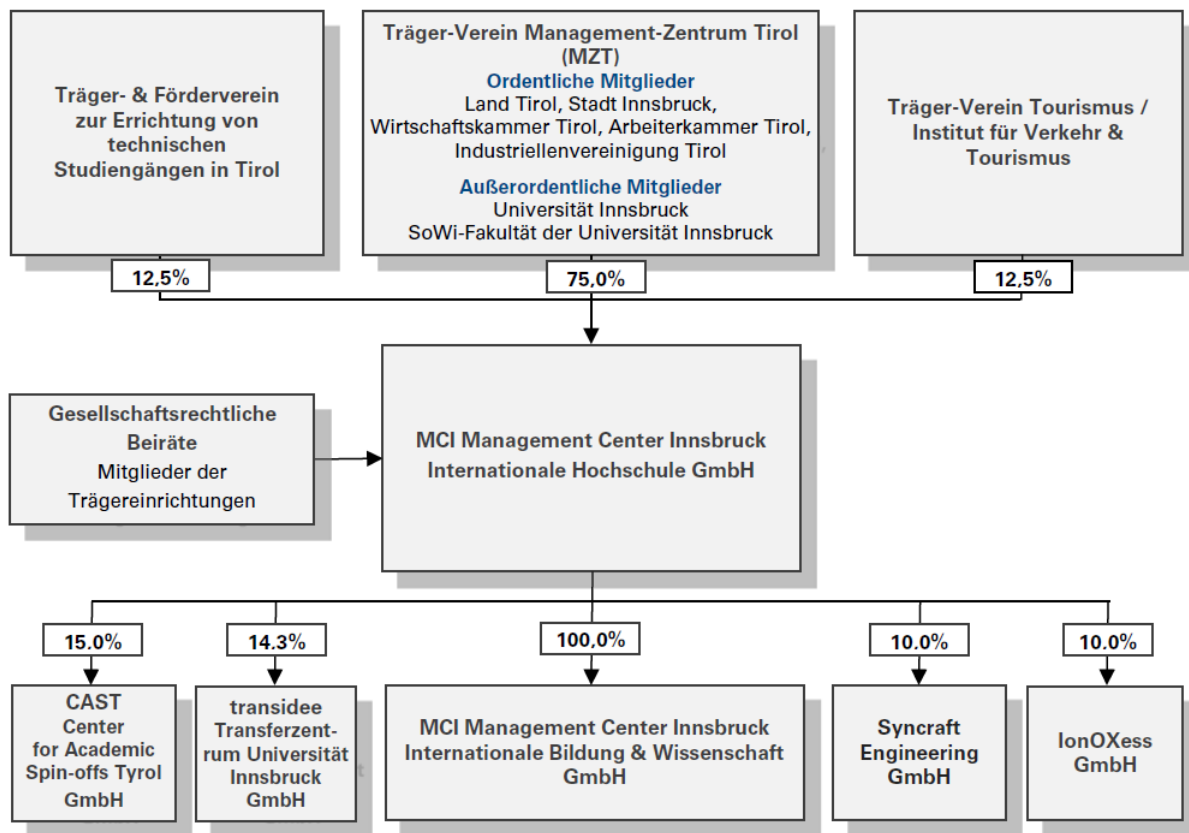 Träger- & Förderverein
zur Errichtung von
technischen
Studiengängen in Tirol
Träger-Verein Management-Zentrum Tirol
(MZT)
Ordentliche Mitglieder
Land Tirol, Stadt Innsbruck,
Wirtschaftskammer Tirol, Arbeiterkammer Tirol,
Industriellenvereinigung Tirol
Außerordentliche Mitglieder
Universität Innsbruck
SoWi-Fakultät der Universität Innsbruck
Träger-Verein Tourismus /
Institut für Verkehr &
Tourismus
12,5%
75,0%
12,5%
Gesellschaftsrechtliche
Beiräte
Mitglieder der
Trägereinrichtungen
MCI Management Center Innsbruck
Internationale Hochschule GmbH
15.0%
14.3%
100,0%
10.0%
10.0%
CAST
Center
for Academic
Spin-offs Tyrol
GmbH
transidee
Transferzent-
rum Universität
Innsbruck
GmbH
MCI Management Center Innsbruck
Internationale Bildung & Wissenschaft
GmbH
Syncraft
Engineering
GmbH
IonOXess
GmbH